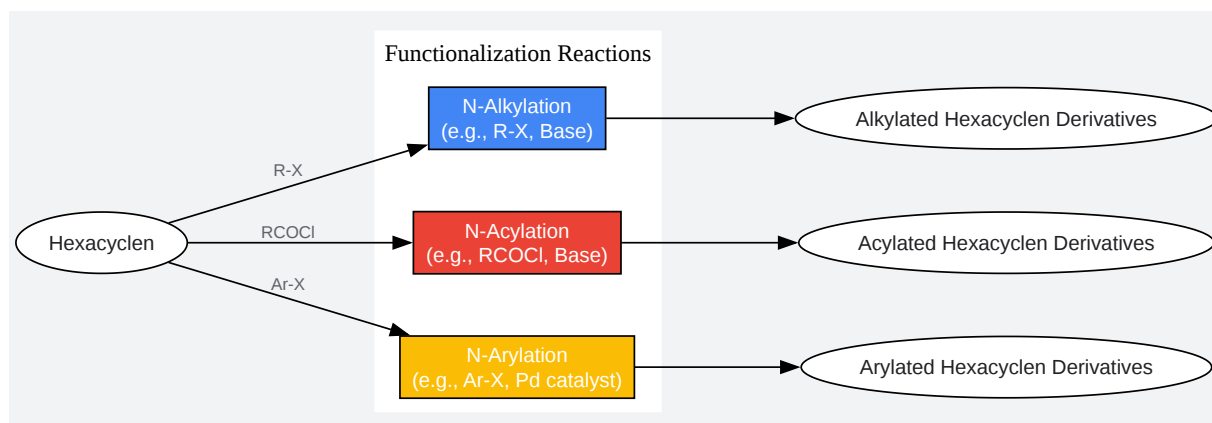 Functionalization Reactions
N-Alkylation
(e.g., R-X, Base)
Alkylated Hexacyclen Derivatives
R-X
Hexacyclen
RCOCl
N-Acylation
(e.g., RCOCl, Base)
Acylated Hexacyclen Derivatives
Ar-X
N-Arylation
(e.g., Ar-X, Pd catalyst)
Arylated Hexacyclen Derivatives